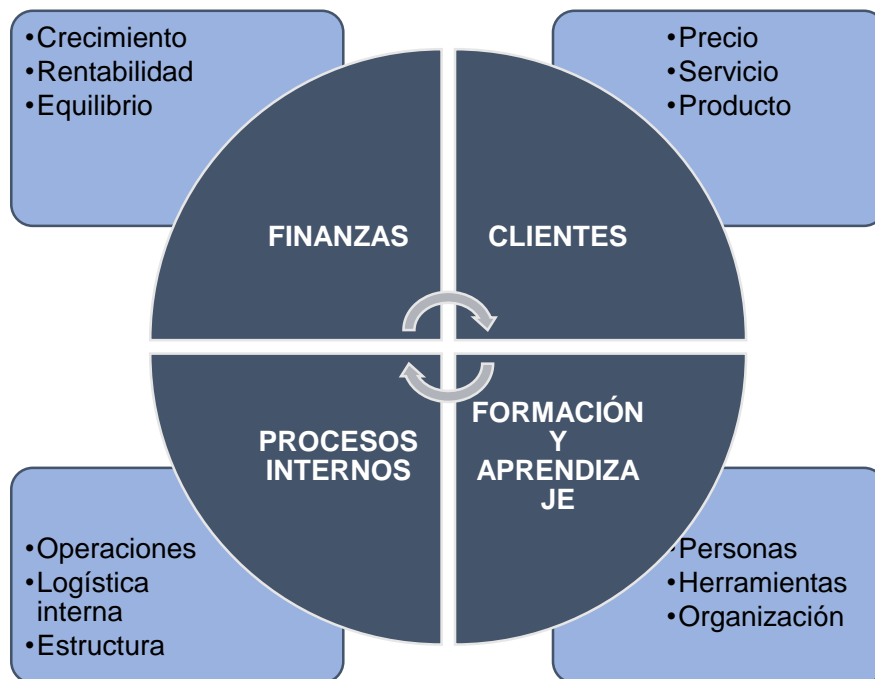 •Crecimiento
•Rentabilidad
•Equilibrio
•Precio
•Servicio
•Producto
FINANZAS
CLIENTES
PROCESOS
INTERNOS
FORMACIÓN
Y
APRENDIZA
JE
•Operaciones
•Logística
interna
•Estructura
•Personas
•Herramientas
•Organización